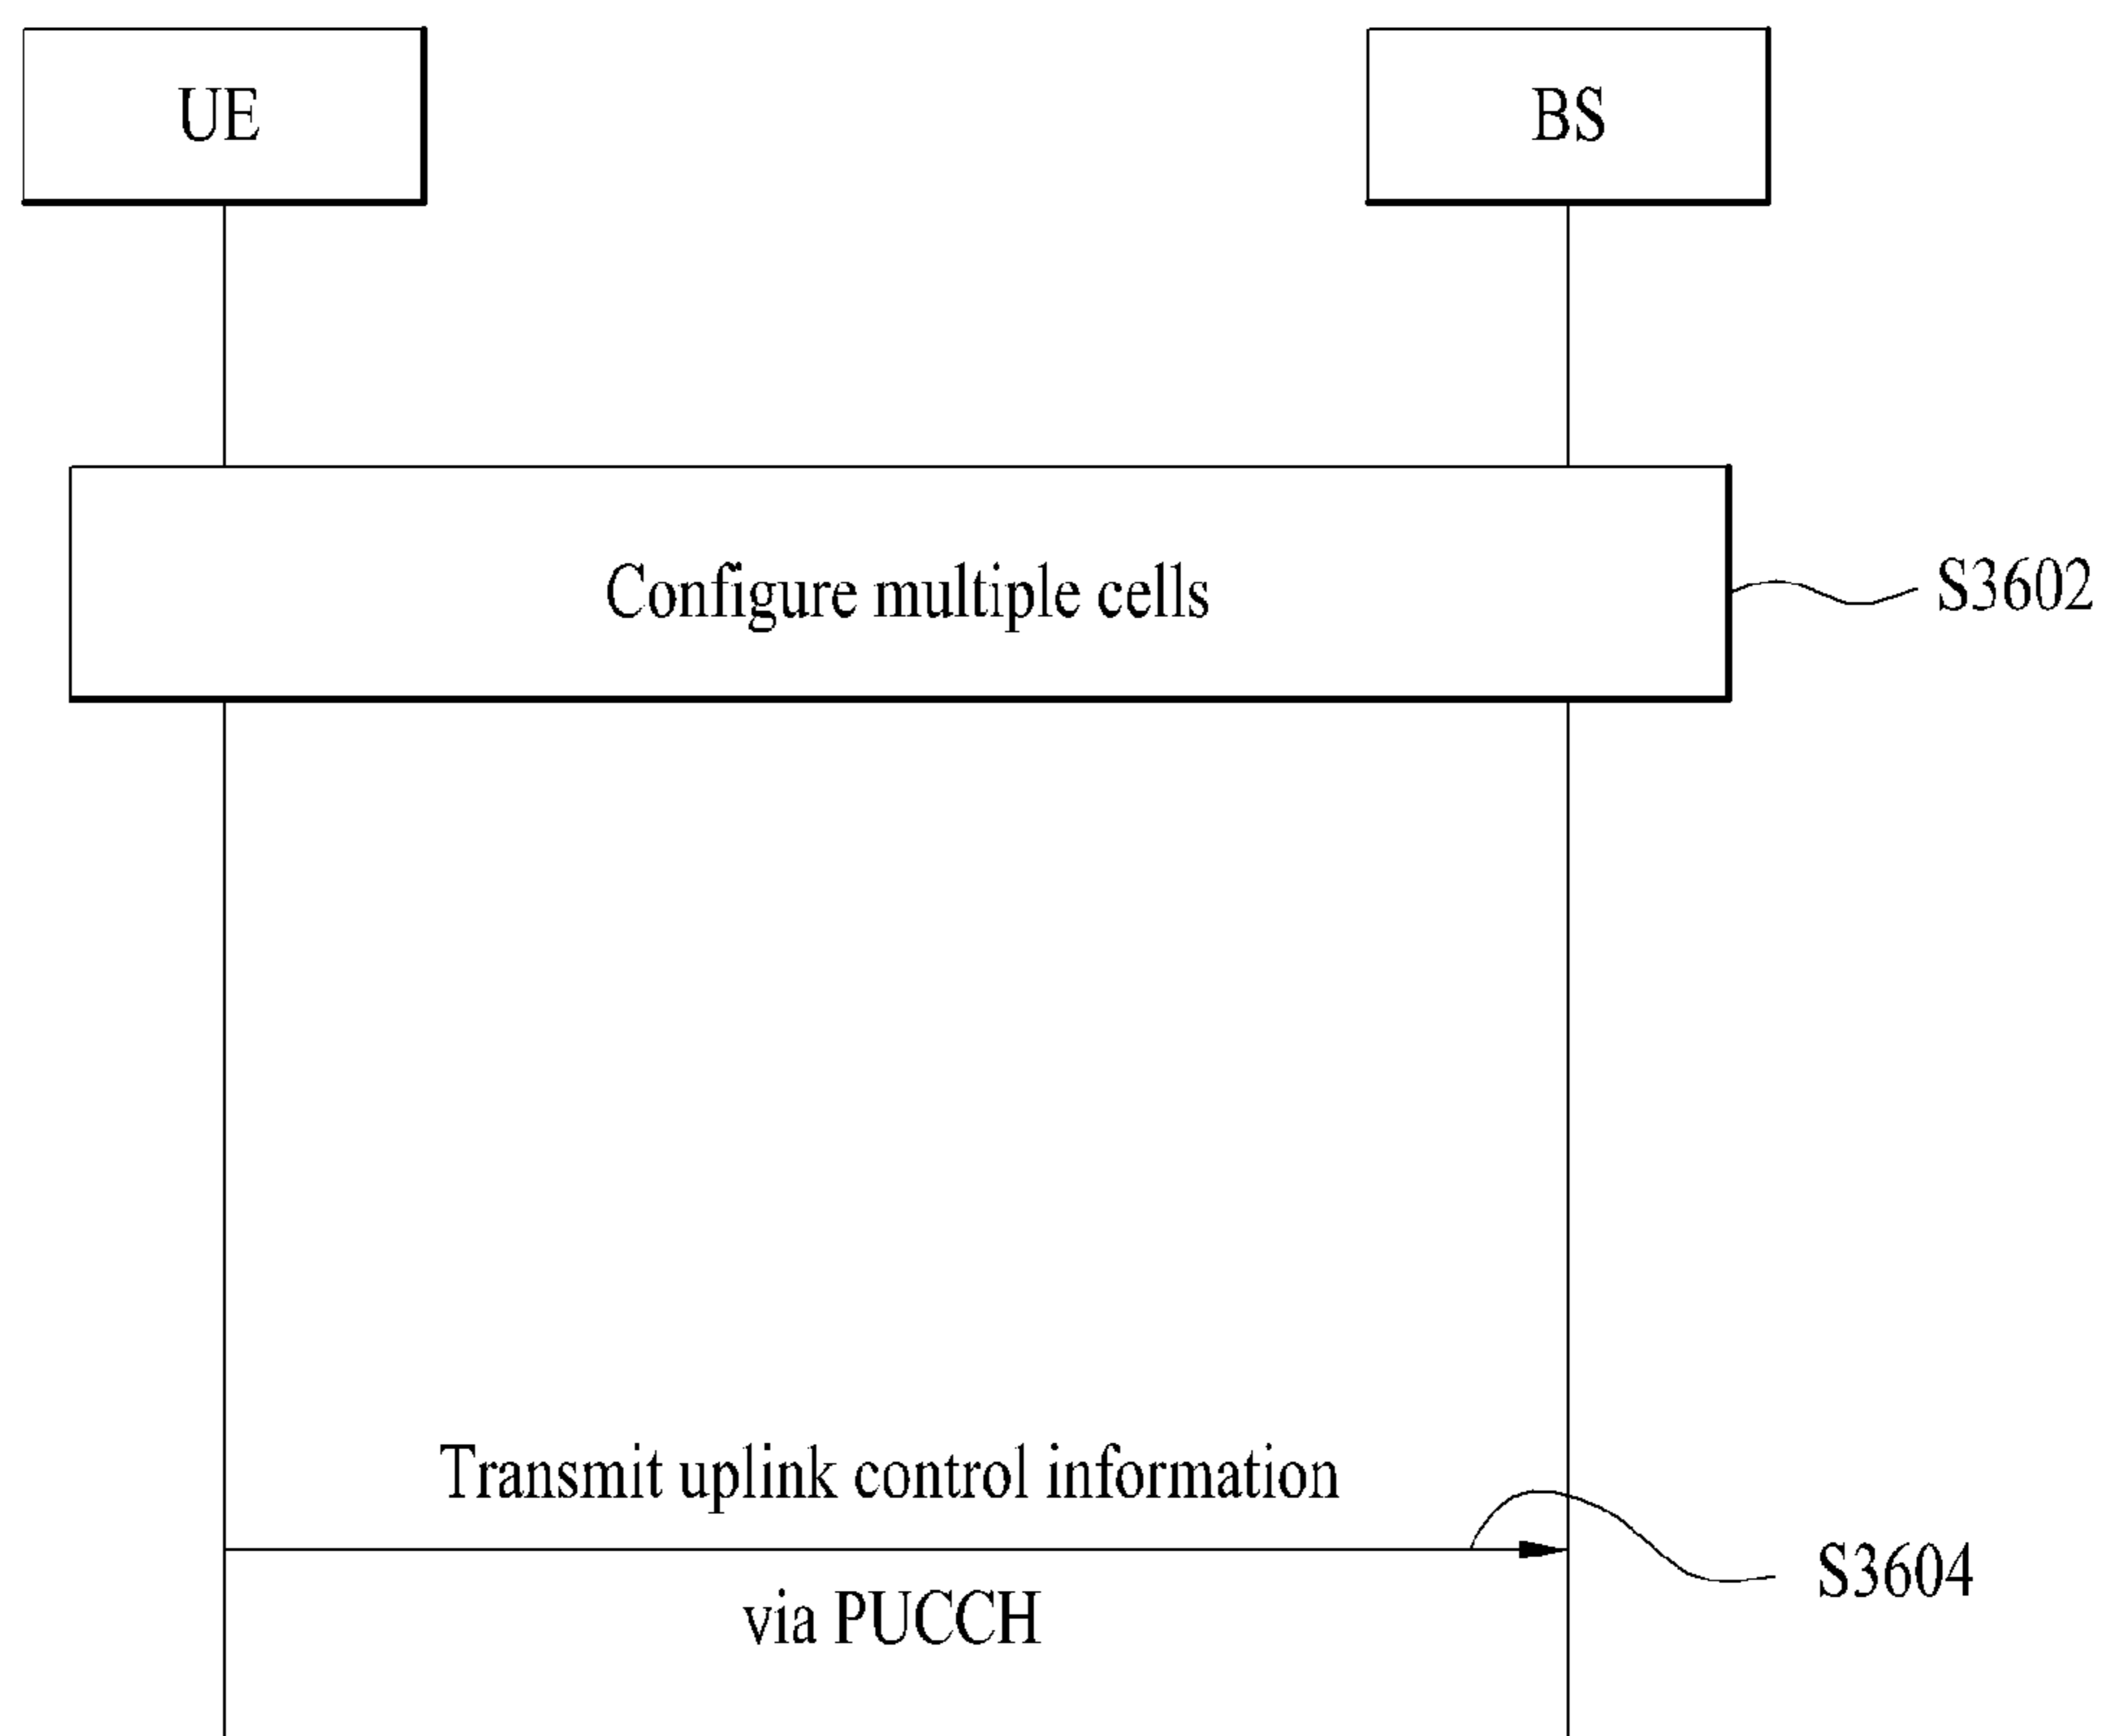 UE
BS
Configure multiple cells
S3602
Transmit uplink control information
S3604
via PUCCH